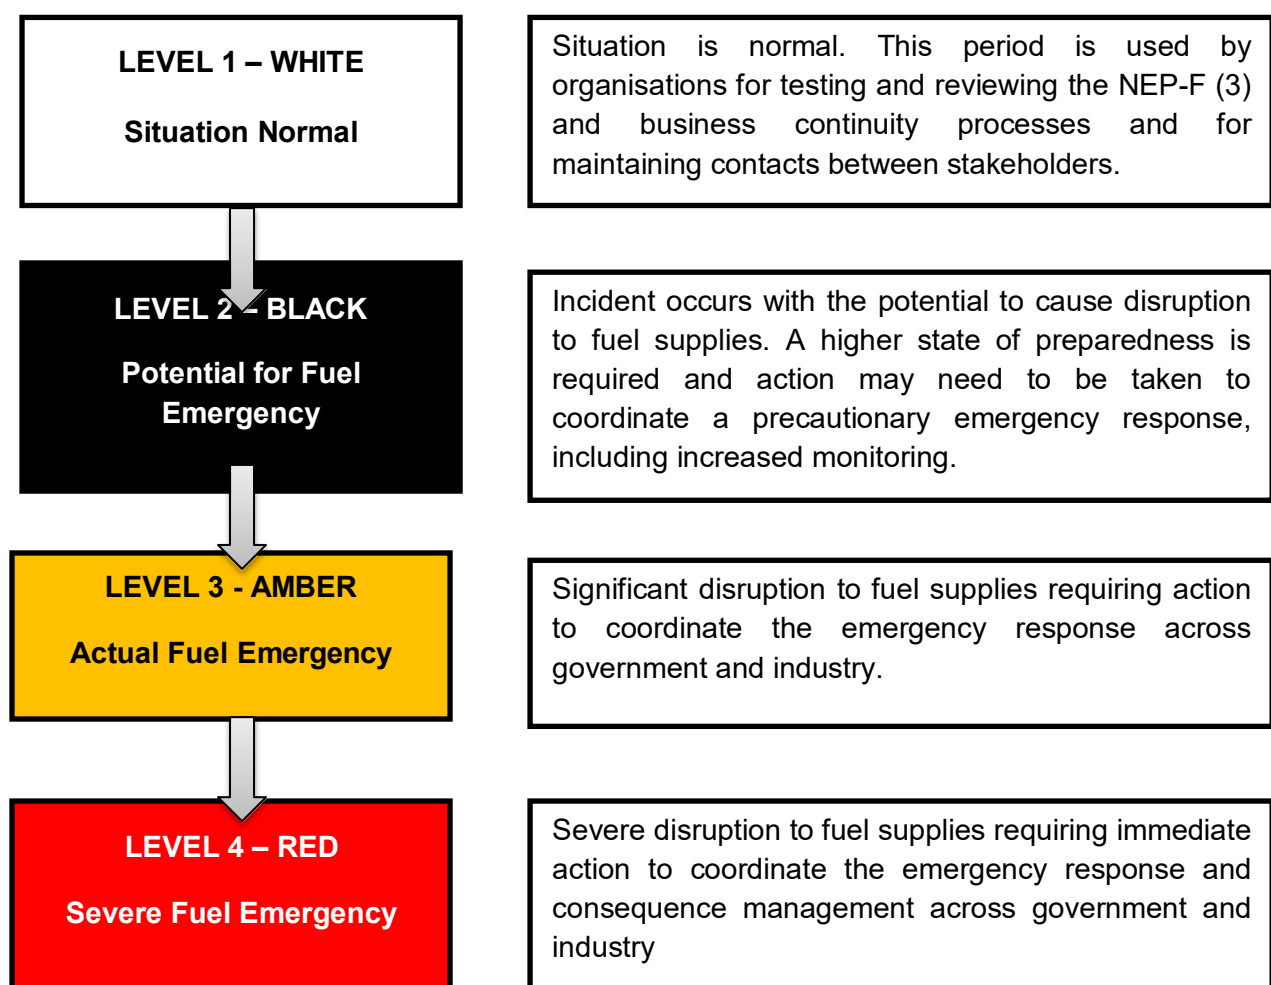 LEVEL 1 – WHITE
Situation Normal
Situation is normal. This period is used by
organisations for testing and reviewing the NEP-F (3)
and business continuity processes and for
maintaining contacts between stakeholders.
LEVEL 2 – BLACK
Potential for Fuel
Emergency
Incident occurs with the potential to cause disruption
to fuel supplies. A higher state of preparedness is
required and action may need to be taken to
coordinate a precautionary emergency response,
including increased monitoring.
LEVEL 3 - AMBER
Actual Fuel Emergency
Significant disruption to fuel supplies requiring action
to coordinate the emergency response across
government and industry.
LEVEL 4 – RED
Severe Fuel Emergency
Severe disruption to fuel supplies requiring immediate
action to coordinate the emergency response and
consequence management across government and
industry